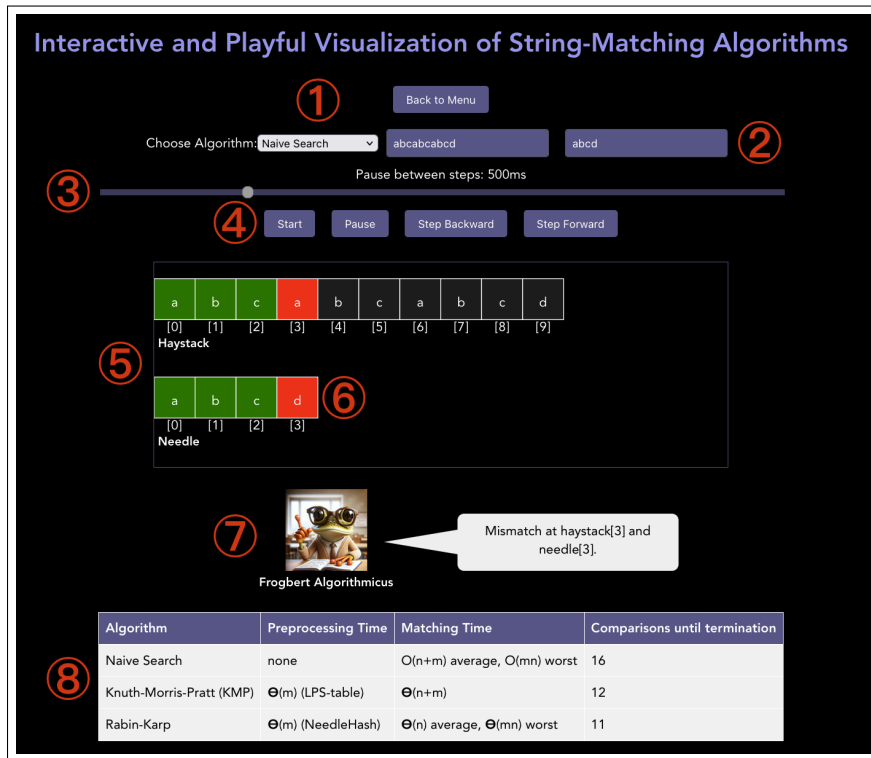 Interactive and Playful Visualization of String-Matching Algorithms
① Back to Menu
Choose Algorithm: Naive Search abcabcabcd abcd ②
Pause between steps: 500ms
③
④ Start Pause Step Backward Step Forward
a b c a b c a b c d
[0] [1] [2] [3] [4] [5] [6] [7] [8] [9]
Haystack
⑤
a b c d ⑥
[0] [1] [2] [3]
Needle
⑦
Mismatch at haystack[3] and
needle[3].
Frogbert Algorithmicus
Algorithm Preprocessing Time Matching Time Comparisons until termination
Naive Search none O(n+m) average, O(mn) worst 16
⑧
Knuth-Morris-Pratt (KMP) Ɵ(m) (LPS-table) Ɵ(n+m) 12
Rabin-Karp Ɵ(m) (NeedleHash) Ɵ(n) average, Ɵ(mn) worst 11